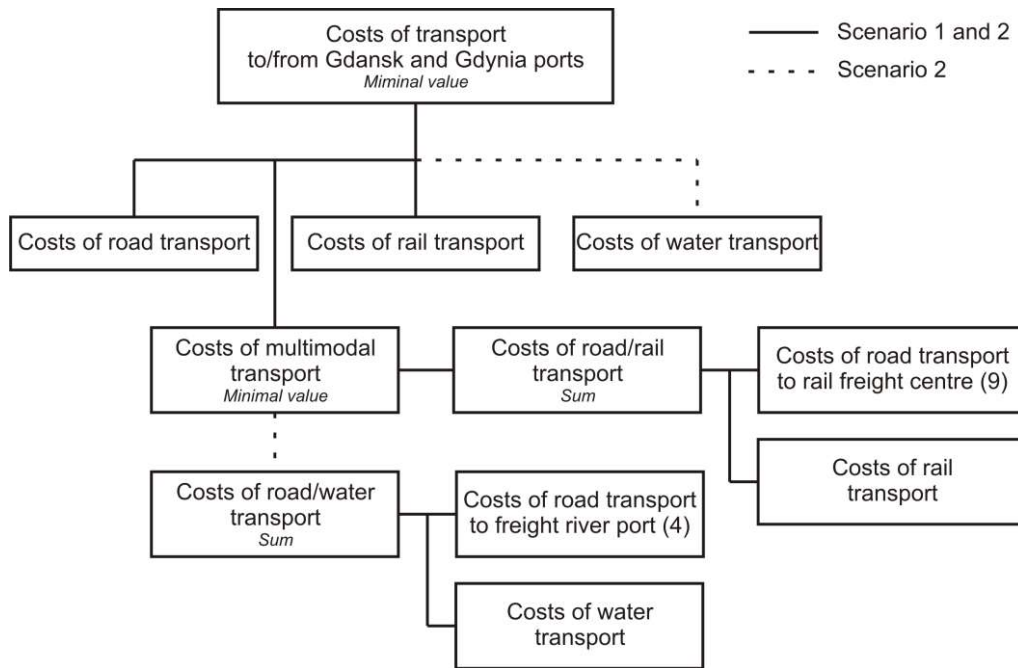 Costs of transport
to/from Gdansk and Gdynia ports
Miminal value
Scenario 1 and 2
Scenario 2
Costs of road transport
Costs of rail transport
Costs of water transport
Costs of multimodal
transport
Minimal value
Costs of road/rail
transport
Sum
Costs of road transport
to rail freight centre (9)
Costs of rail
transport
Costs of road/water
transport
Sum
Costs of road transport
to freight river port (4)
Costs of water
transport